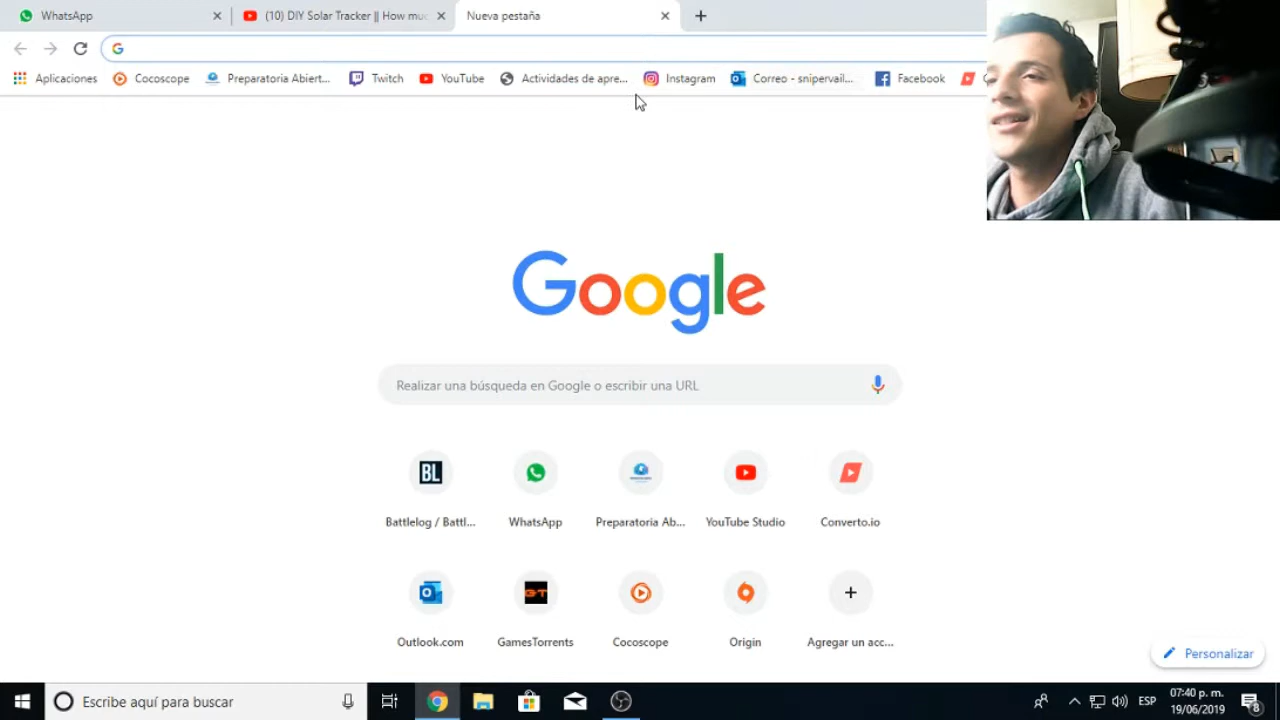 WhatsApp
(10) DIY Solar Tracker || How muc
Nueva pestaña
Aplicaciones
Cocoscope
Preparatoria Abiert...
Twitch
YouTube
Actividades de apre...
Instagram
Correo - snipervail...
Facebook
Google
Realizar una búsqueda en Google o escribir una URL
BL
Battlelog / Battl...
WhatsApp
Preparatoria Ab...
YouTube Studio
Converto.io
GT
Outlook.com
GamesTorrents
Cocoscope
Origin
Agregar un acc...
Personalizar
Escribe aquí para buscar
ESP
07:40 p. m.
19/06/2019
8